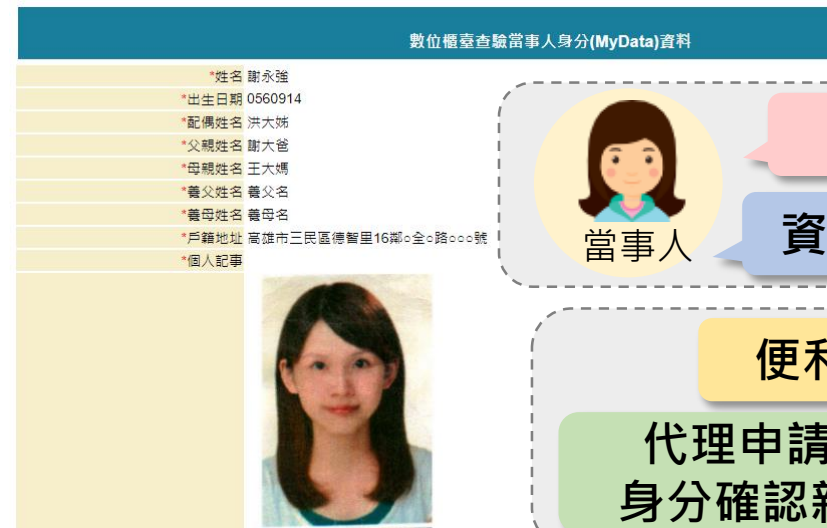 數位櫃臺查驗當事人身分(MyData)資料
*姓名 謝永強
*出生日期 0560914
*配偶姓名 洪大姊
*父親姓名 謝大爸
*母親姓名 王大媽
*養父姓名 養父名
*養母姓名 養母名
*戶籍地址 高雄市三民區德智里16鄰○全○路○○○號
*個人記事
當事人
資
便利
代理申請
身分確認新